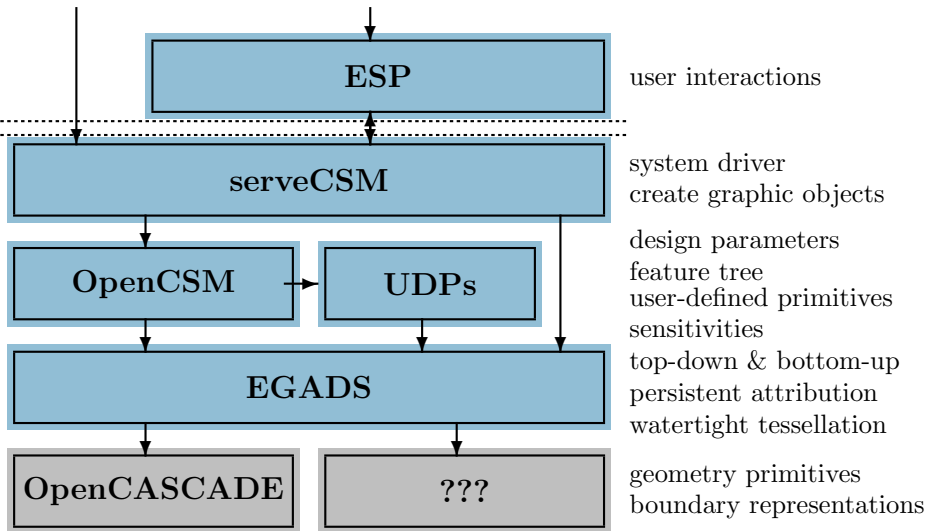 ESP
user interactions
serveCSM
system driver
create graphic objects
OpenCSM
UDPs
design parameters
feature tree
user-defined primitives
sensitivities
EGADS
top-down & bottom-up
persistent attribution
watertight tessellation
OpenCASCADE
???
geometry primitives
boundary representations